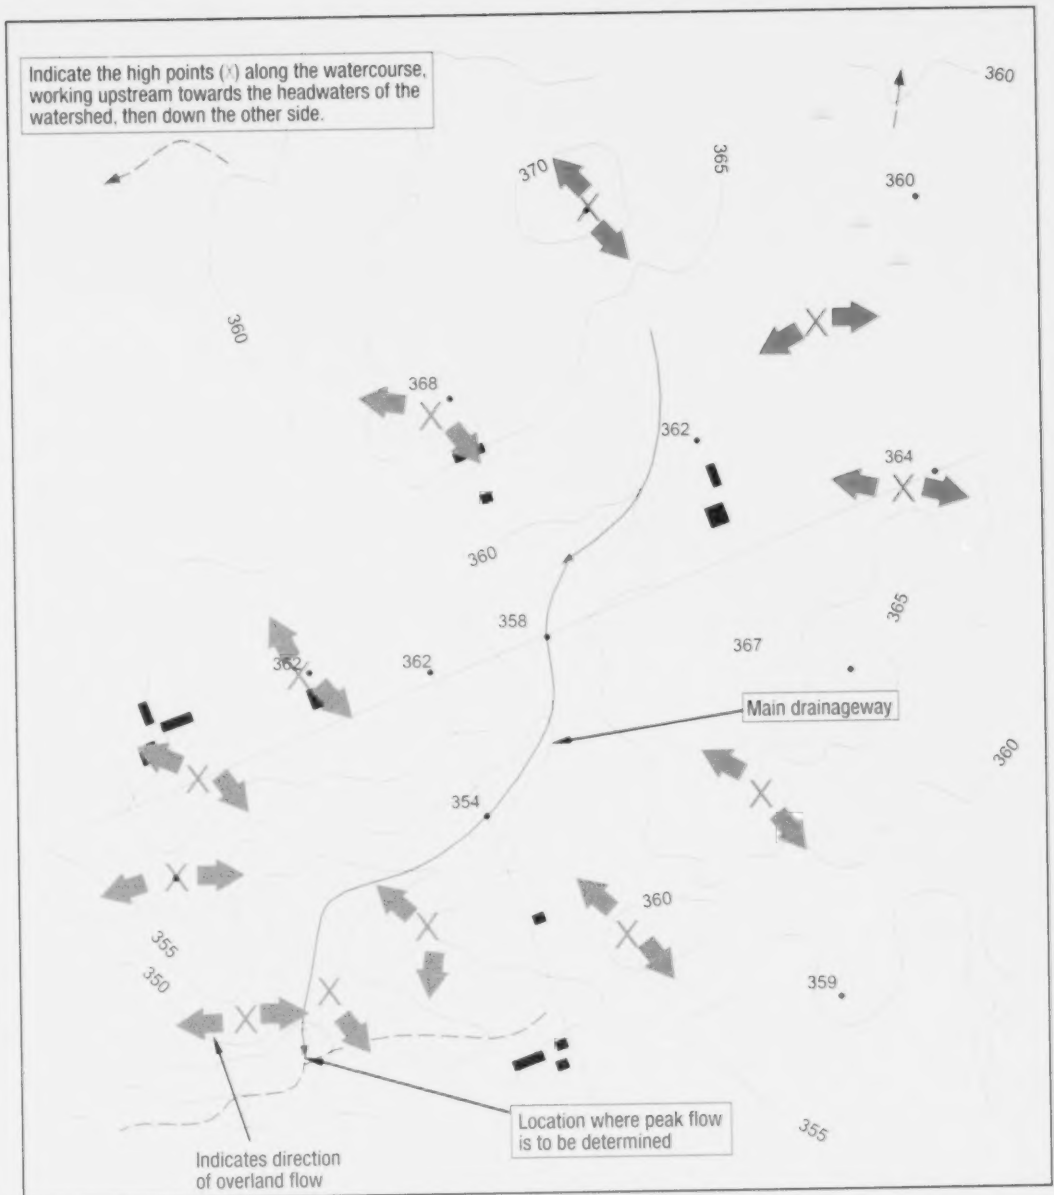 Indicate the high points (X) along the watercourse,
working upstream towards the headwaters of the
watershed, then down the other side.
360
370
365
360
360
368
362
364
360
365
358
367
362
362
Main drainageway
360
354
360
355
350
359
Location where peak flow
is to be determined
355
Indicates direction
of overland flow